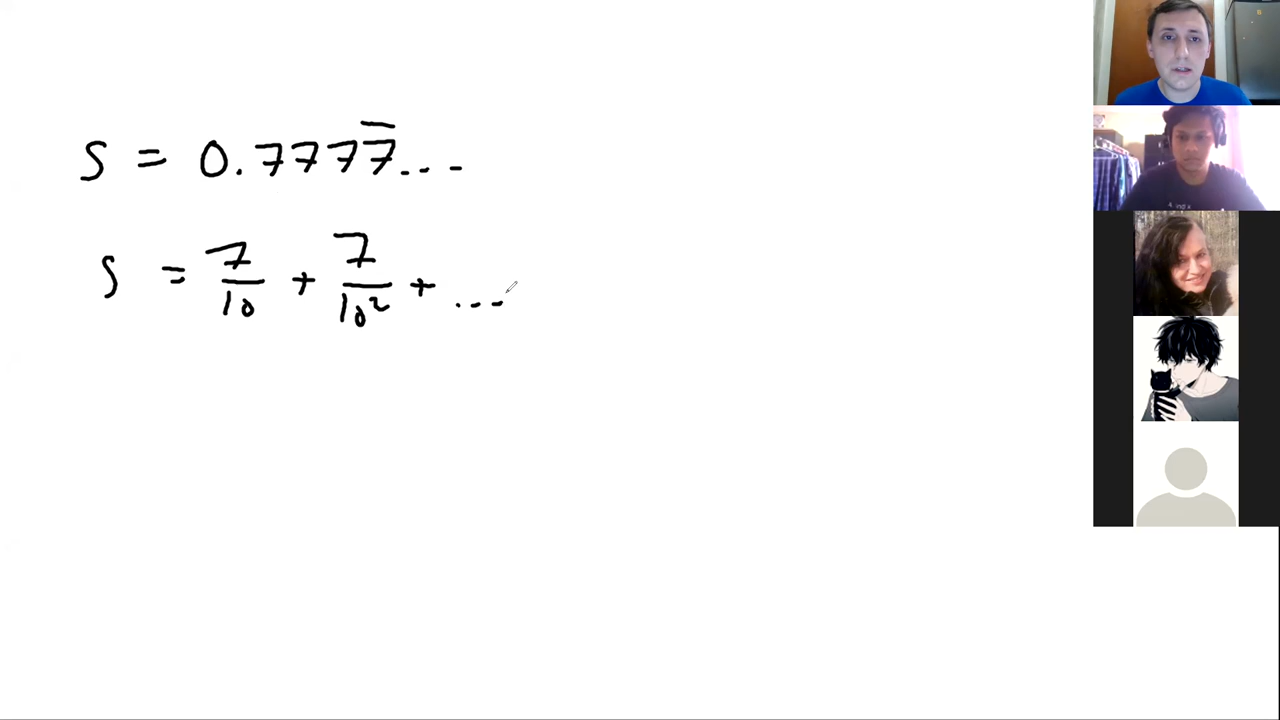 S = 0.7777̅...
S = 7/10 + 7/10² + ...